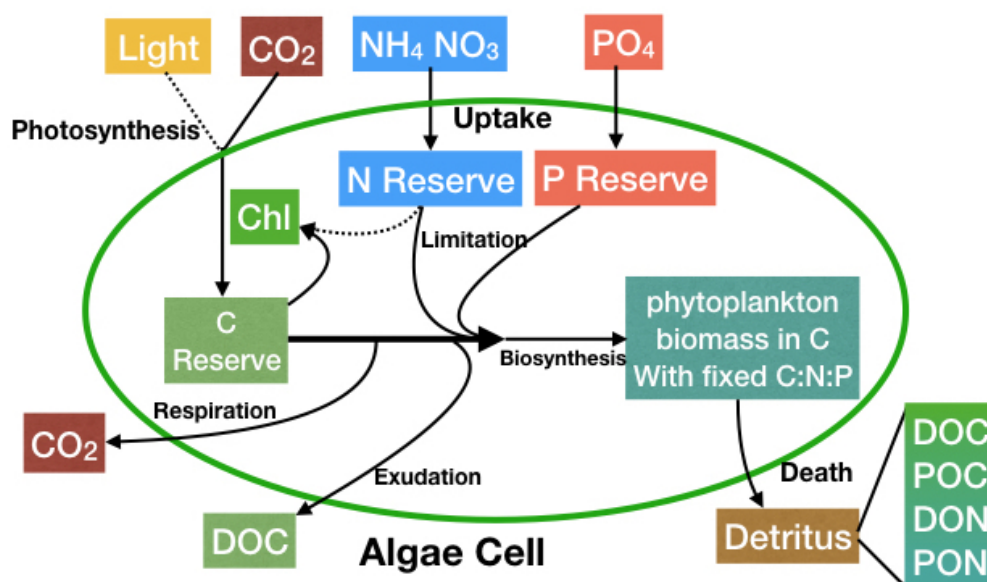 Light
CO₂
NH₄ NO₃
PO₄
Photosynthesis
Uptake
N Reserve
P Reserve
Chl
Limitation
C
Reserve
phytoplankton
biomass in C
With fixed C:N:P
Biosynthesis
Respiration
CO₂
Exudation
Death
DOC
POC
DON
PON
DOC
Detritus
Algae Cell